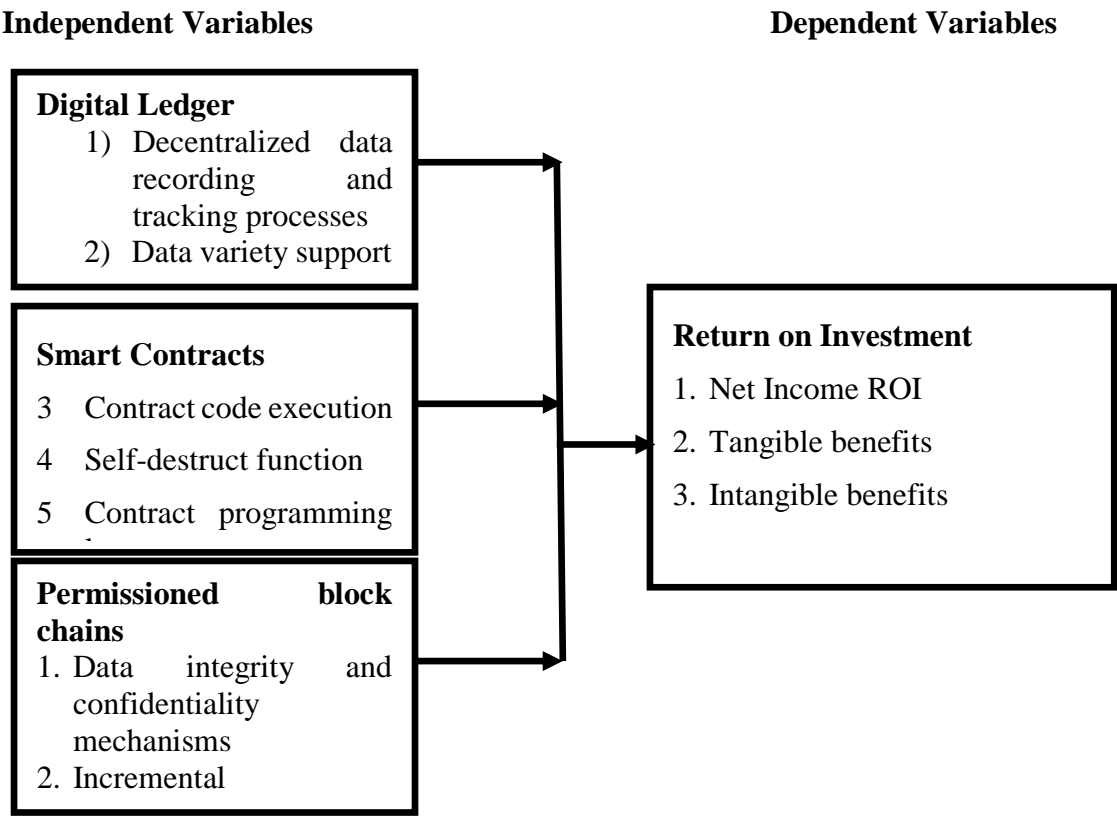 Independent Variables
Dependent Variables
Digital Ledger
1) Decentralized data
recording and
tracking processes
2) Data variety support
Smart Contracts
3 Contract code execution
4 Self-destruct function
5 Contract programming
Permissioned block
chains
1. Data integrity and
confidentiality
mechanisms
2. Incremental
Return on Investment
1. Net Income ROI
2. Tangible benefits
3. Intangible benefits